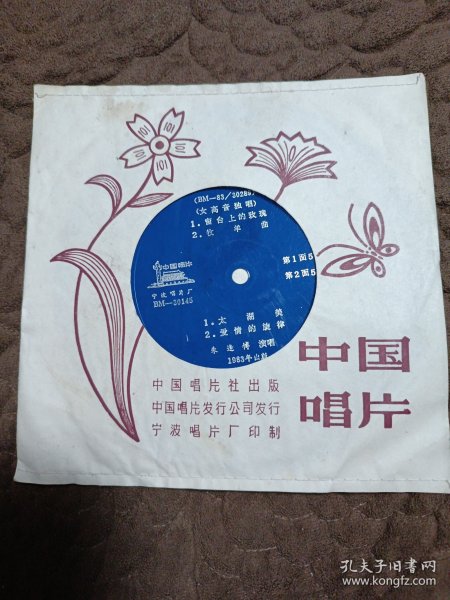 (BM—83/30289)
(女高音独唱)
1.窗台上的玫瑰
2.牧羊曲
第1面5
第2面5
中国唱片
宁波唱片厂
BM—20145
1.太湖美
2.爱情的旋律
朱逢博演唱
1983年出版
中国唱片社出版
中国唱片发行公司发行
宁波唱片厂印制
中国
唱片
孔夫子旧书网
www.kongfz.com